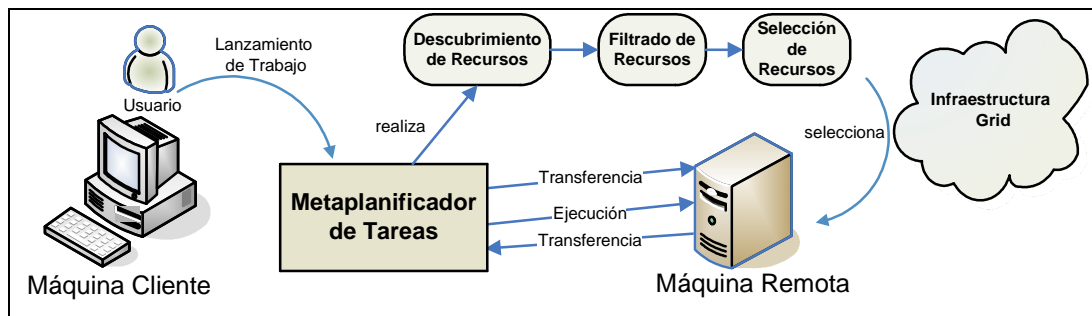 Lanzamiento
de Trabajo
Usuario
Descubrimiento
de Recursos
Filtrado de
Recursos
Selección
de
Recursos
Infraestructura
Grid
realiza
selecciona
Metaplanificador
de Tareas
Transferencia
Ejecución
Transferencia
Máquina Cliente
Máquina Remota